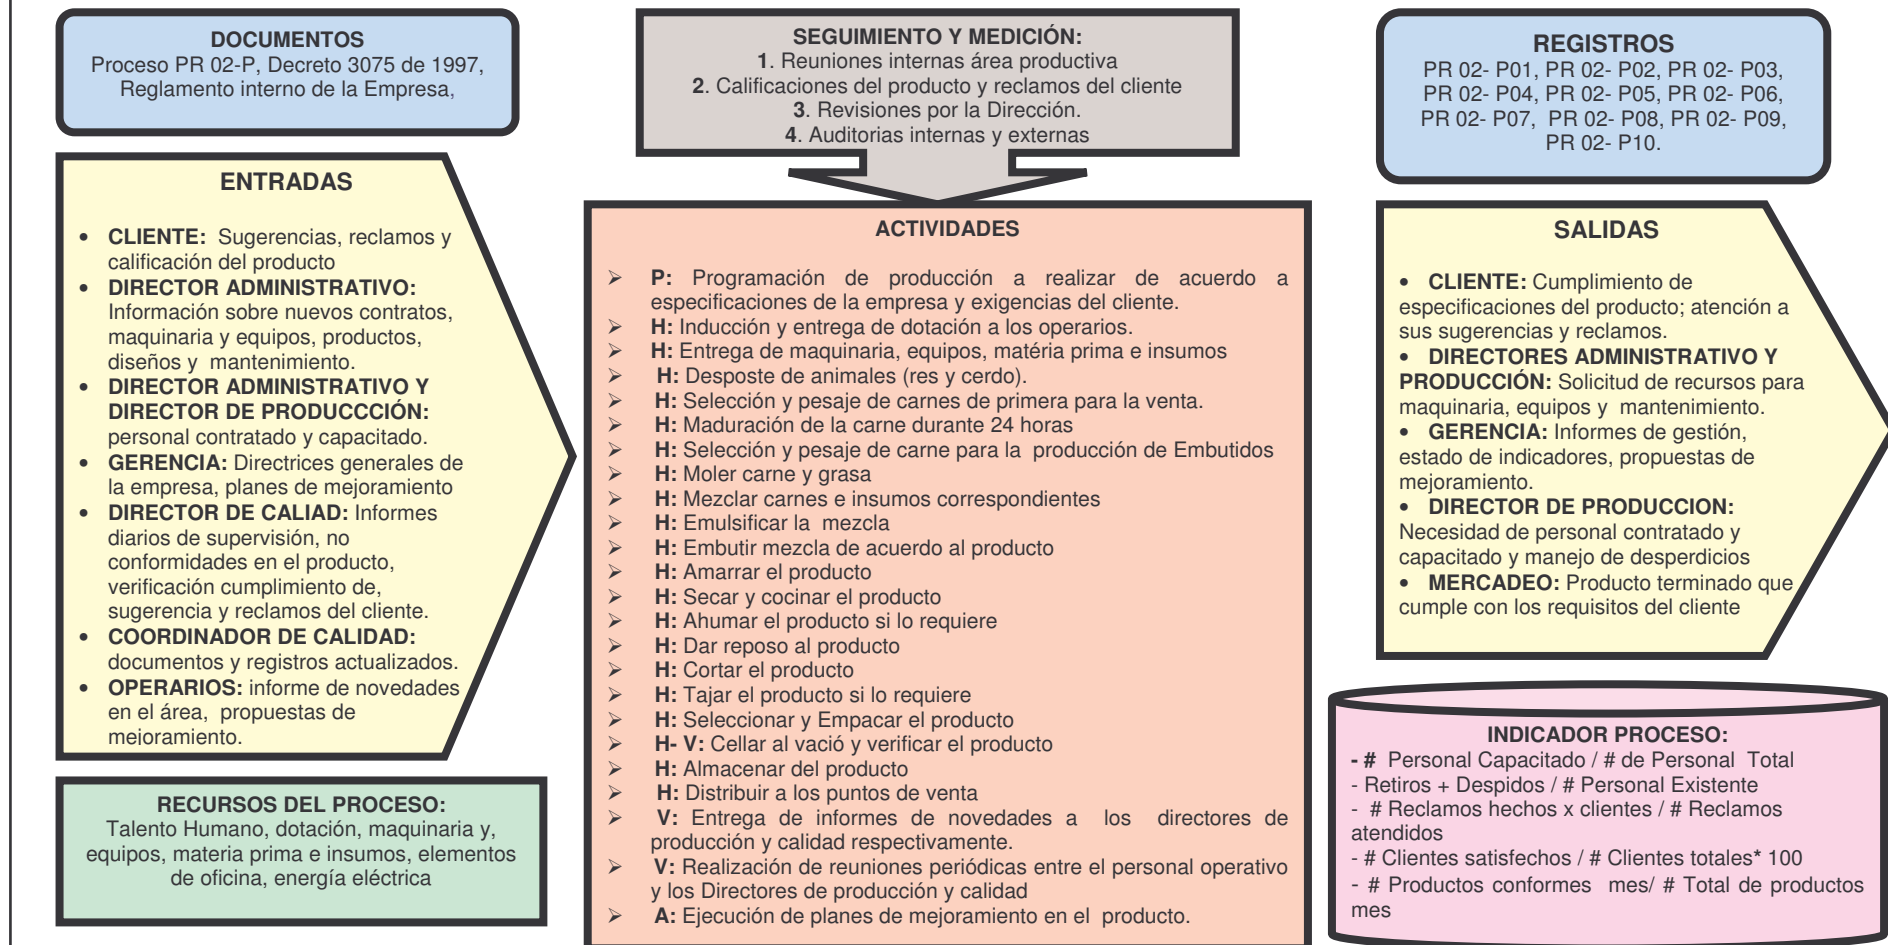 DOCUMENTOS
Proceso PR 02-P, Decreto 3075 de 1997,
Reglamento interno de la Empresa,
SEGUIMIENTO Y MEDICIÓN:
1. Reuniones internas área productiva
2. Calificaciones del producto y reclamos del cliente
3. Revisiones por la Dirección.
4. Auditorias internas y externas
REGISTROS
PR 02- P01, PR 02- P02, PR 02- P03,
PR 02- P04, PR 02- P05, PR 02- P06,
PR 02- P07, PR 02- P08, PR 02- P09,
PR 02- P10.
ENTRADAS
• CLIENTE: Sugerencias, reclamos y
calificación del producto
• DIRECTOR ADMINISTRATIVO:
Información sobre nuevos contratos,
maquinaria y equipos, productos,
diseños y mantenimiento.
• DIRECTOR ADMINISTRATIVO Y
DIRECTOR DE PRODUCCCIÓN:
personal contratado y capacitado.
• GERENCIA: Directrices generales de
la empresa, planes de mejoramiento
• DIRECTOR DE CALIAD: Informes
diarios de supervisión, no
conformidades en el producto,
verificación cumplimiento de,
sugerencia y reclamos del cliente.
• COORDINADOR DE CALIDAD:
documentos y registros actualizados.
• OPERARIOS: informe de novedades
en el área, propuestas de
mejoramiento.
RECURSOS DEL PROCESO:
Talento Humano, dotación, maquinaria y,
equipos, materia prima e insumos, elementos
de oficina, energía eléctrica
ACTIVIDADES
➢ P: Programación de producción a realizar de acuerdo a
especificaciones de la empresa y exigencias del cliente.
➢ H: Inducción y entrega de dotación a los operarios.
➢ H: Entrega de maquinaria, equipos, matéria prima e insumos
➢ H: Desposte de animales (res y cerdo).
➢ H: Selección y pesaje de carnes de primera para la venta.
➢ H: Maduración de la carne durante 24 horas
➢ H: Selección y pesaje de carne para la producción de Embutidos
➢ H: Moler carne y grasa
➢ H: Mezclar carnes e insumos correspondientes
➢ H: Emulsificar la mezcla
➢ H: Embutir mezcla de acuerdo al producto
➢ H: Amarrar el producto
➢ H: Secar y cocinar el producto
➢ H: Ahumar el producto si lo requiere
➢ H: Dar reposo al producto
➢ H: Cortar el producto
➢ H: Tajar el producto si lo requiere
➢ H: Seleccionar y Empacar el producto
➢ H- V: Cellar al vació y verificar el producto
➢ H: Almacenar del producto
➢ H: Distribuir a los puntos de venta
➢ V: Entrega de informes de novedades a los directores de
producción y calidad respectivamente.
➢ V: Realización de reuniones periódicas entre el personal operativo
y los Directores de producción y calidad
➢ A: Ejecución de planes de mejoramiento en el producto.
SALIDAS
• CLIENTE: Cumplimiento de
especificaciones del producto; atención a
sus sugerencias y reclamos.
• DIRECTORES ADMINISTRATIVO Y
PRODUCCIÓN: Solicitud de recursos para
maquinaria, equipos y mantenimiento.
• GERENCIA: Informes de gestión,
estado de indicadores, propuestas de
mejoramiento.
• DIRECTOR DE PRODUCCION:
Necesidad de personal contratado y
capacitado y manejo de desperdicios
• MERCADEO: Producto terminado que
cumple con los requisitos del cliente
INDICADOR PROCESO:
- # Personal Capacitado / # de Personal Total
- Retiros + Despidos / # Personal Existente
- # Reclamos hechos x clientes / # Reclamos
atendidos
- # Clientes satisfechos / # Clientes totales* 100
- # Productos conformes mes/ # Total de productos
mes